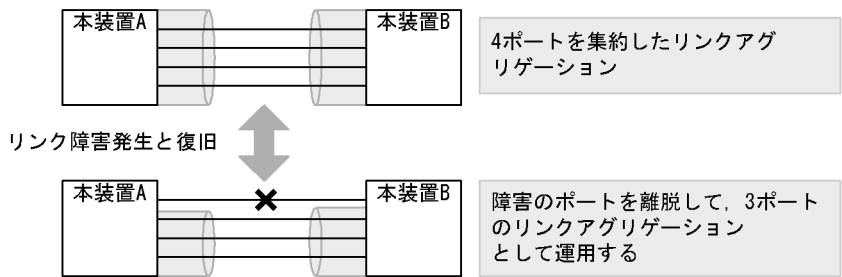 本装置A
本装置B
4ポートを集約したリンクアグ
リゲーション
リンク障害発生と復旧
本装置A
本装置B
障害のポートを離脱して，3ポート
のリンクアグリゲーション
として運用する